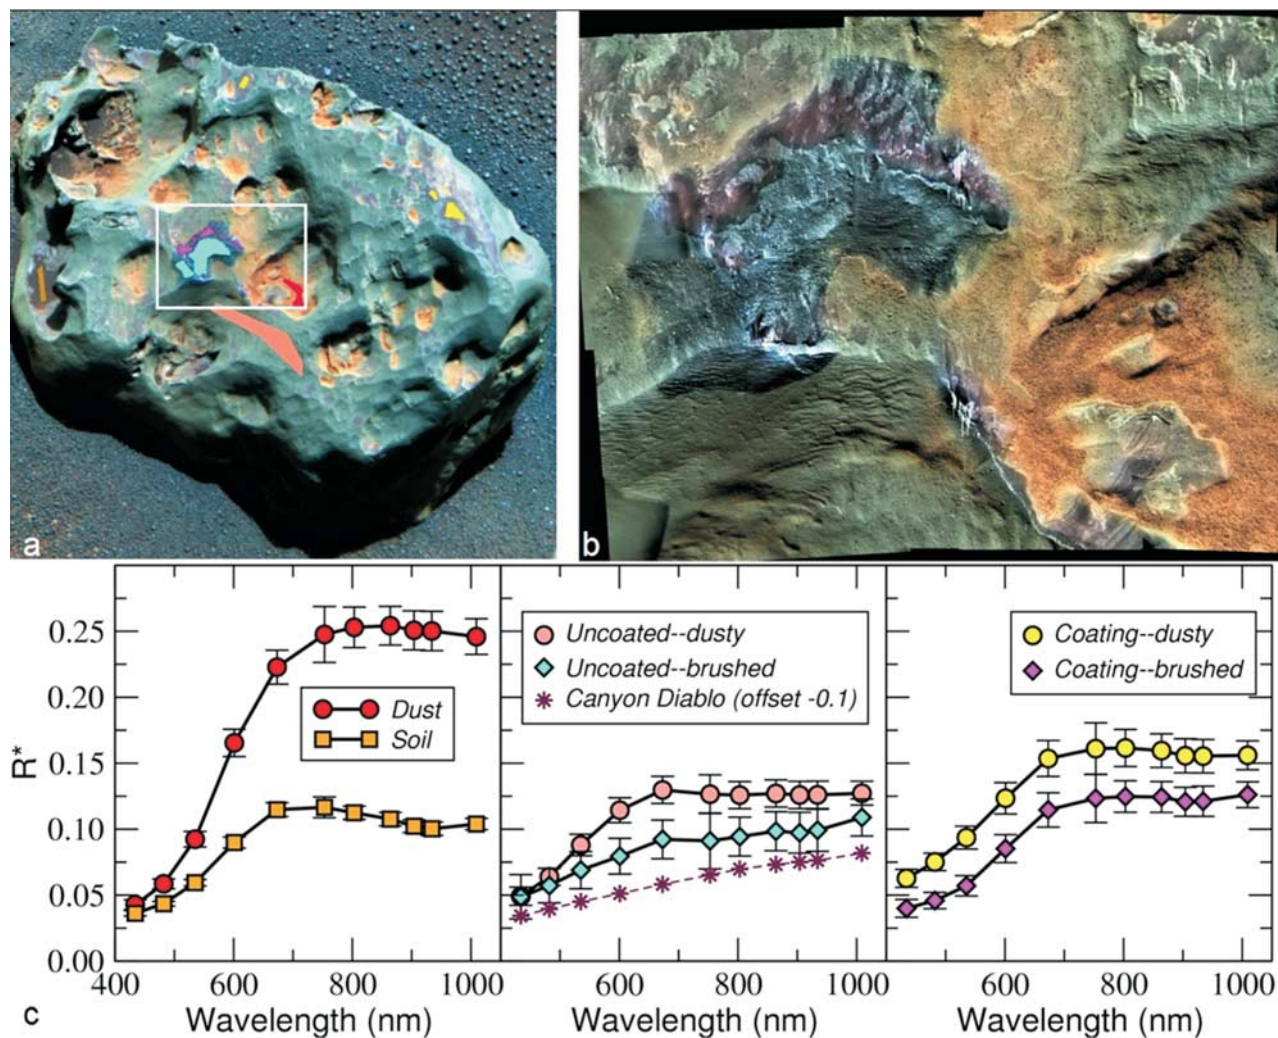 a
b
0.25
0.20
0.15
0.10
0.05
0.00
R*
Dust
Soil
Uncoated--dusty
Uncoated--brushed
Canyon Diablo (offset -0.1)
Coating--dusty
Coating--brushed
400 600 800 1000
600 800 1000
600 800 1000
c
Wavelength (nm)
Wavelength (nm)
Wavelength (nm)